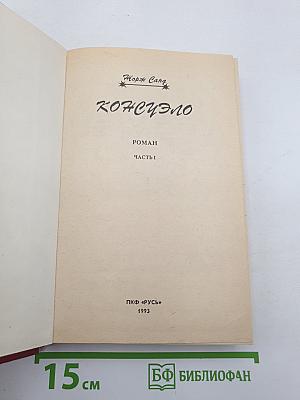 Жорж Санд
КОНСУЭЛО
РОМАН
ЧАСТЬ I
ПКФ «РУСЬ»
1993
15 см
БФ БИБЛИОФАН